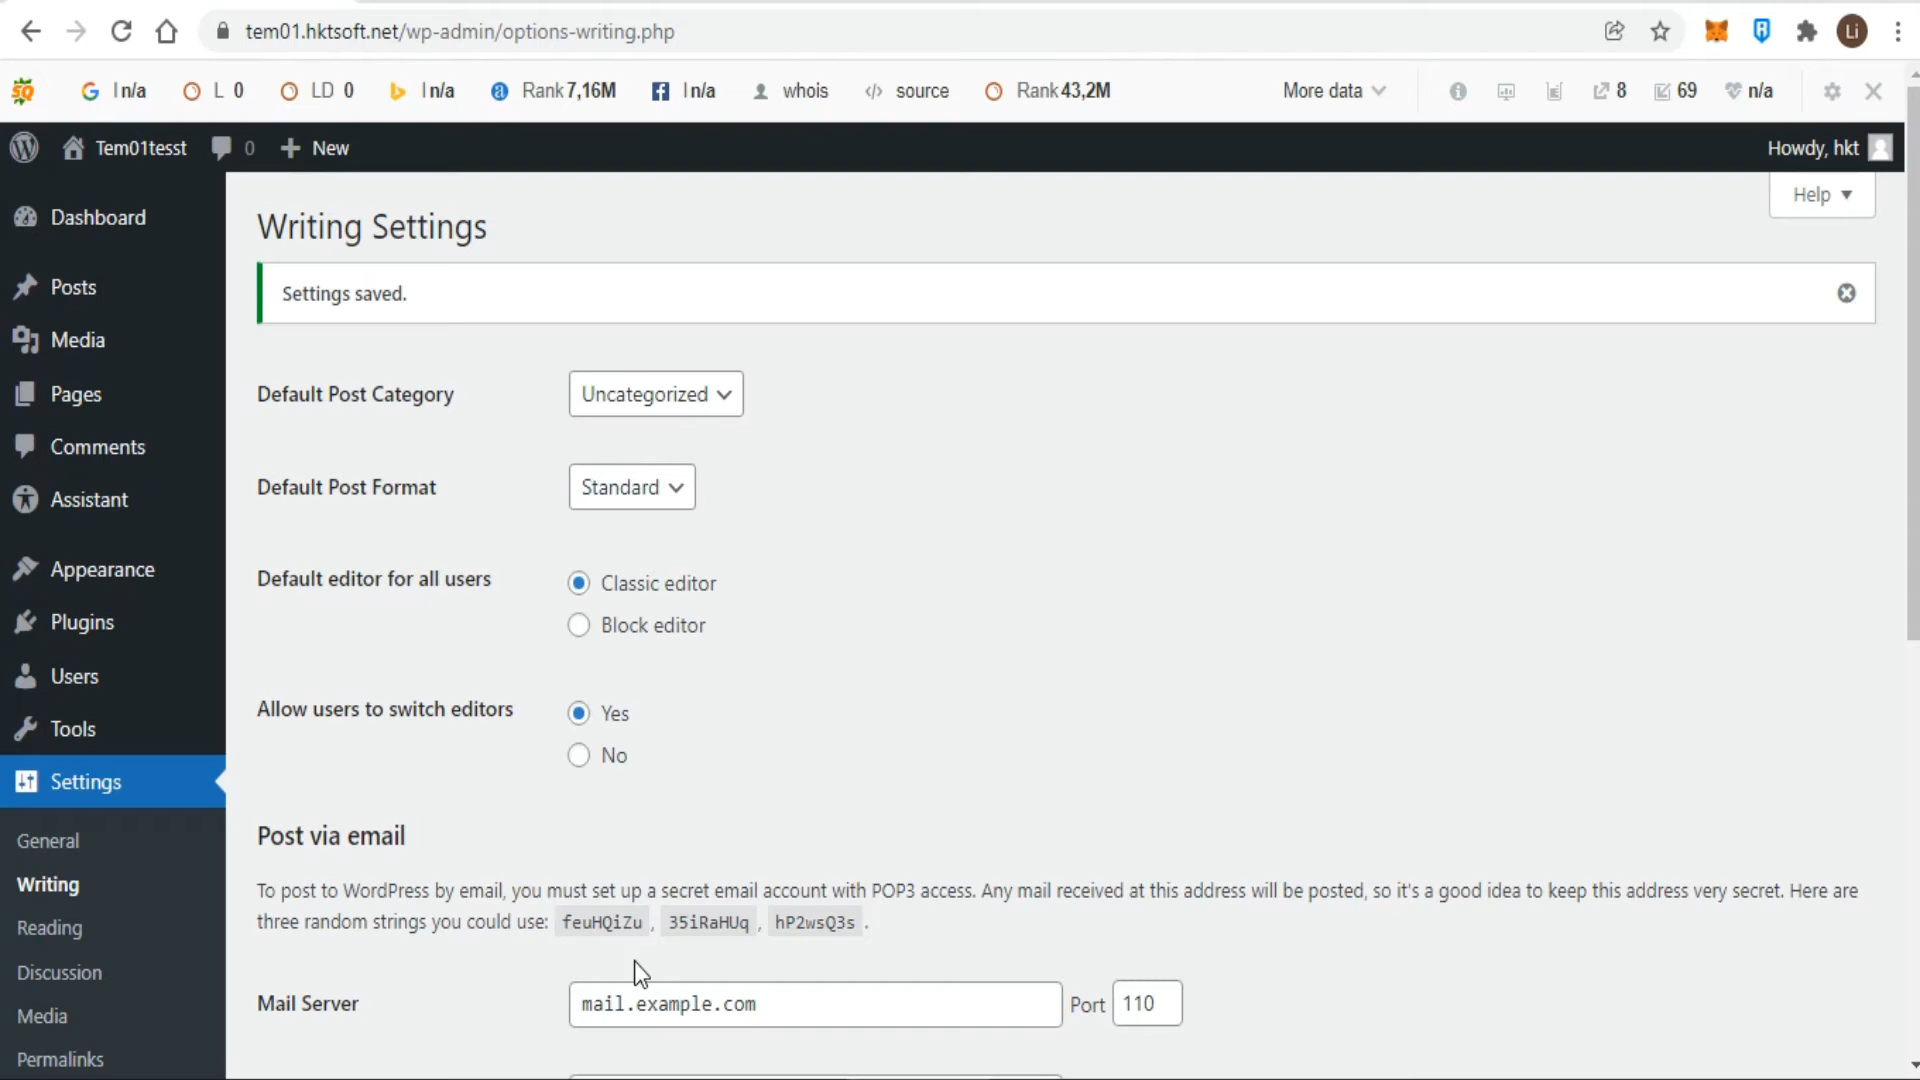 tem01.hktsoft.net/wp-admin/options-writing.php
Li
SQ
I n/a
L 0
LD 0
I n/a
Rank 7,16M
I n/a
whois
source
Rank 43,2M
More data
8
69
n/a
Tem01tesst
0
New
Howdy, hkt
Help
Dashboard
Posts
Media
Pages
Comments
Assistant
Appearance
Plugins
Users
Tools
Settings
General
Writing
Reading
Discussion
Media
Permalinks
Writing Settings
Settings saved.
Default Post Category
Uncategorized
Default Post Format
Standard
Default editor for all users
Classic editor
Block editor
Allow users to switch editors
Yes
No
Post via email
To post to WordPress by email, you must set up a secret email account with POP3 access. Any mail received at this address will be posted, so it's a good idea to keep this address very secret. Here are
three random strings you could use: feuHQiZu , 35iRaHUq , hP2wsQ3s .
Mail Server
mail.example.com
Port
110